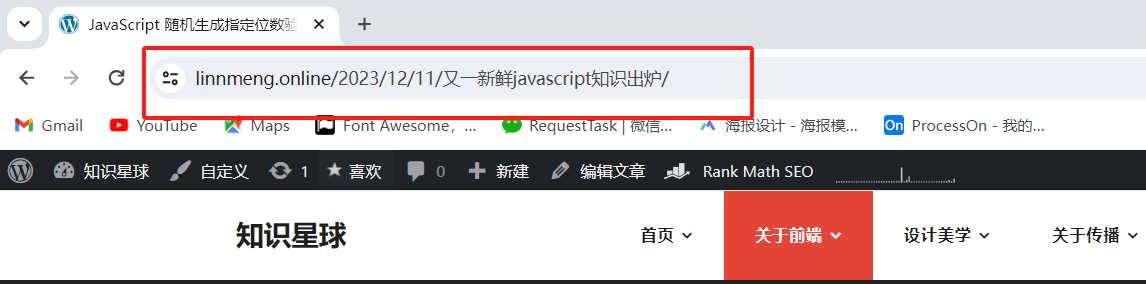 JavaScript 随机生成指定位数验
linnmeng.online/2023/12/11/又一新鲜javascript知识出炉/
Gmail YouTube Maps Font Awesome, ... RequestTask | 微信... 海报设计 - 海报模... On ProcessOn - 我的...
知识星球 自定义 1 喜欢 0 新建 编辑文章 Rank Math SEO
知识星球 首页 关于前端 设计美学 关于传播